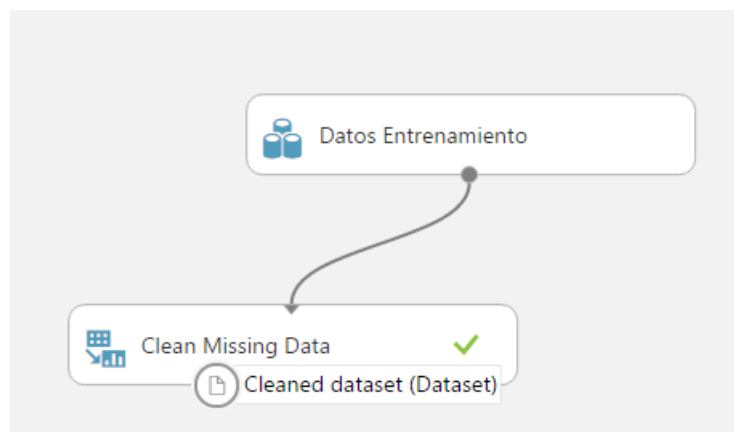 Datos Entrenamiento
Clean Missing Data
Cleaned dataset (Dataset)